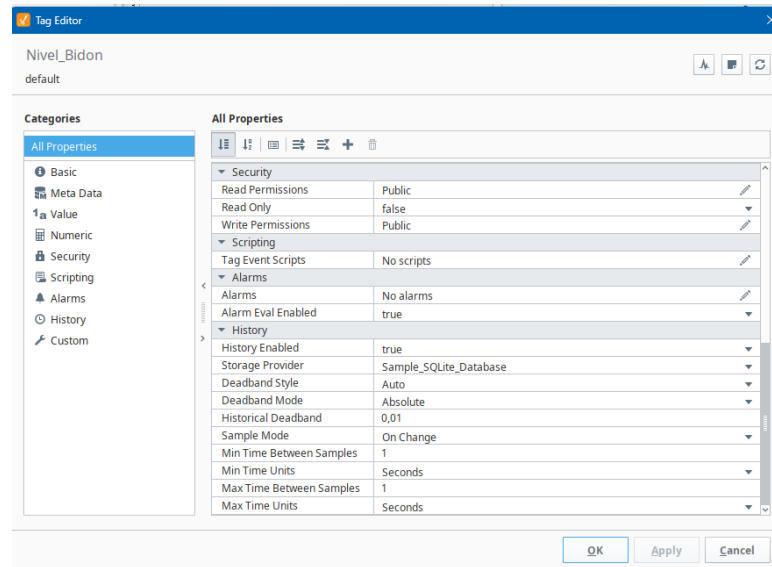 Tag Editor
Nivel_Bidon
default
Categories
All Properties
Basic
Meta Data
Value
Numeric
Security
Scripting
Alarms
History
Custom
All Properties
Security
Read Permissions Public
Read Only false
Write Permissions Public
Scripting
Tag Event Scripts No scripts
Alarms
Alarms No alarms
Alarm Eval Enabled true
History
History Enabled true
Storage Provider Sample_SQLite_Database
Deadband Style Auto
Deadband Mode Absolute
Historical Deadband 0,01
Sample Mode On Change
Min Time Between Samples 1
Min Time Units Seconds
Max Time Between Samples 1
Max Time Units Seconds
OK Apply Cancel